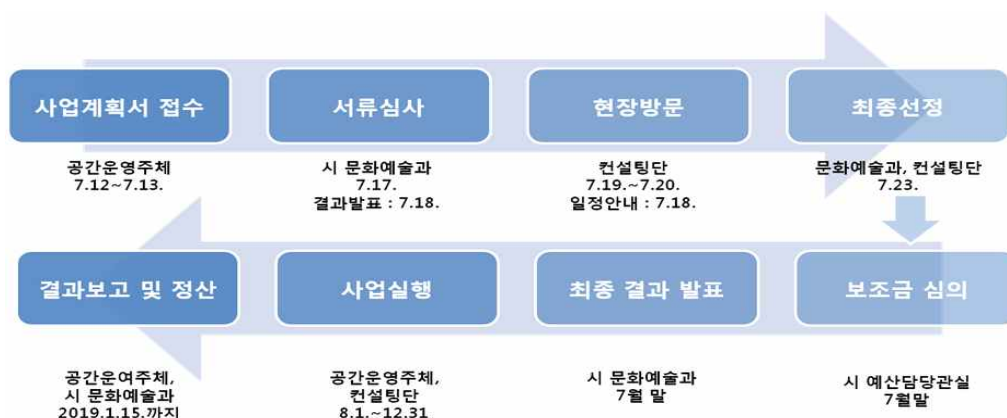 사업계획서 접수
서류심사
현장방문
최종선정
공간운영주체
7.12~7.13.
시 문화예술과
7.17.
결과발표 : 7.18.
컨설팅단
7.19.~7.20.
일정안내 : 7.18.
문화예술과, 컨설팅단
7.23.
결과보고 및 정산
사업실행
최종 결과 발표
보조금 심의
공간운여주체,
시 문화예술과
2019.1.15.까지
공간운영주체,
컨설팅단
8.1.~12.31
시 문화예술과
7월 말
시 예산담당관실
7월말